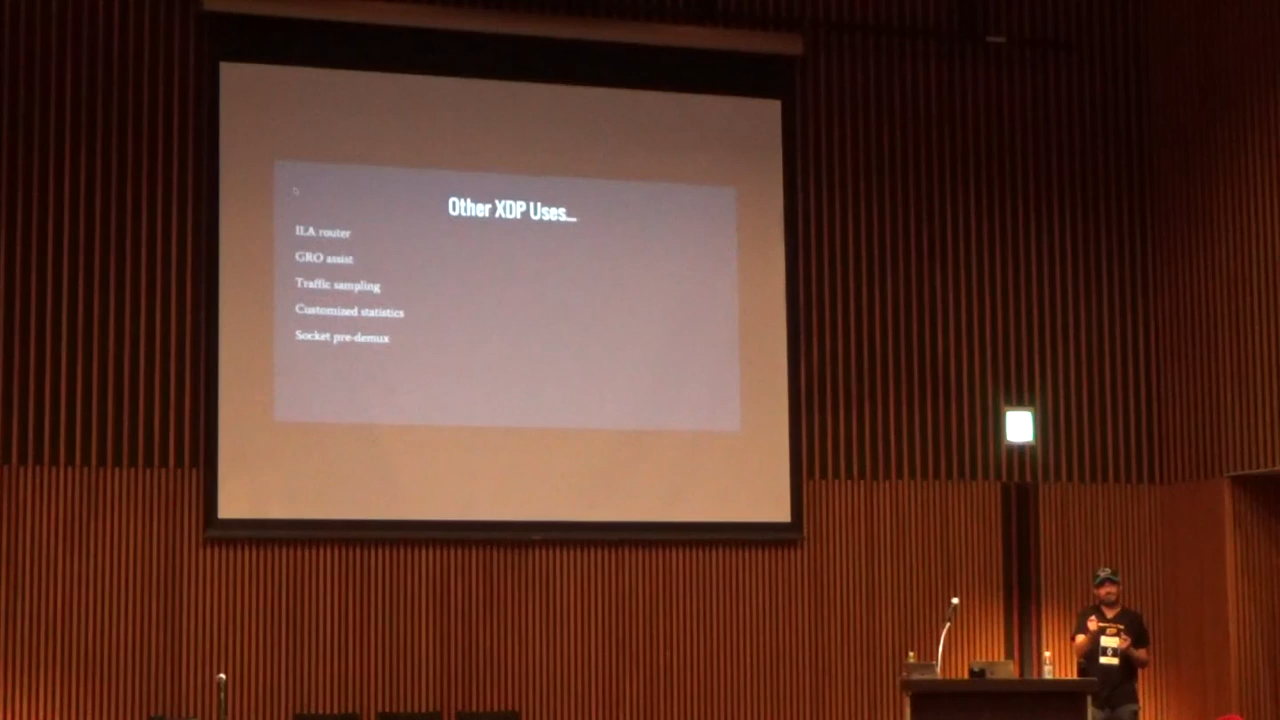 Other XDP Uses...
ILA router
GRO assist
Traffic sampling
Customized statistics
Socket pre-demux